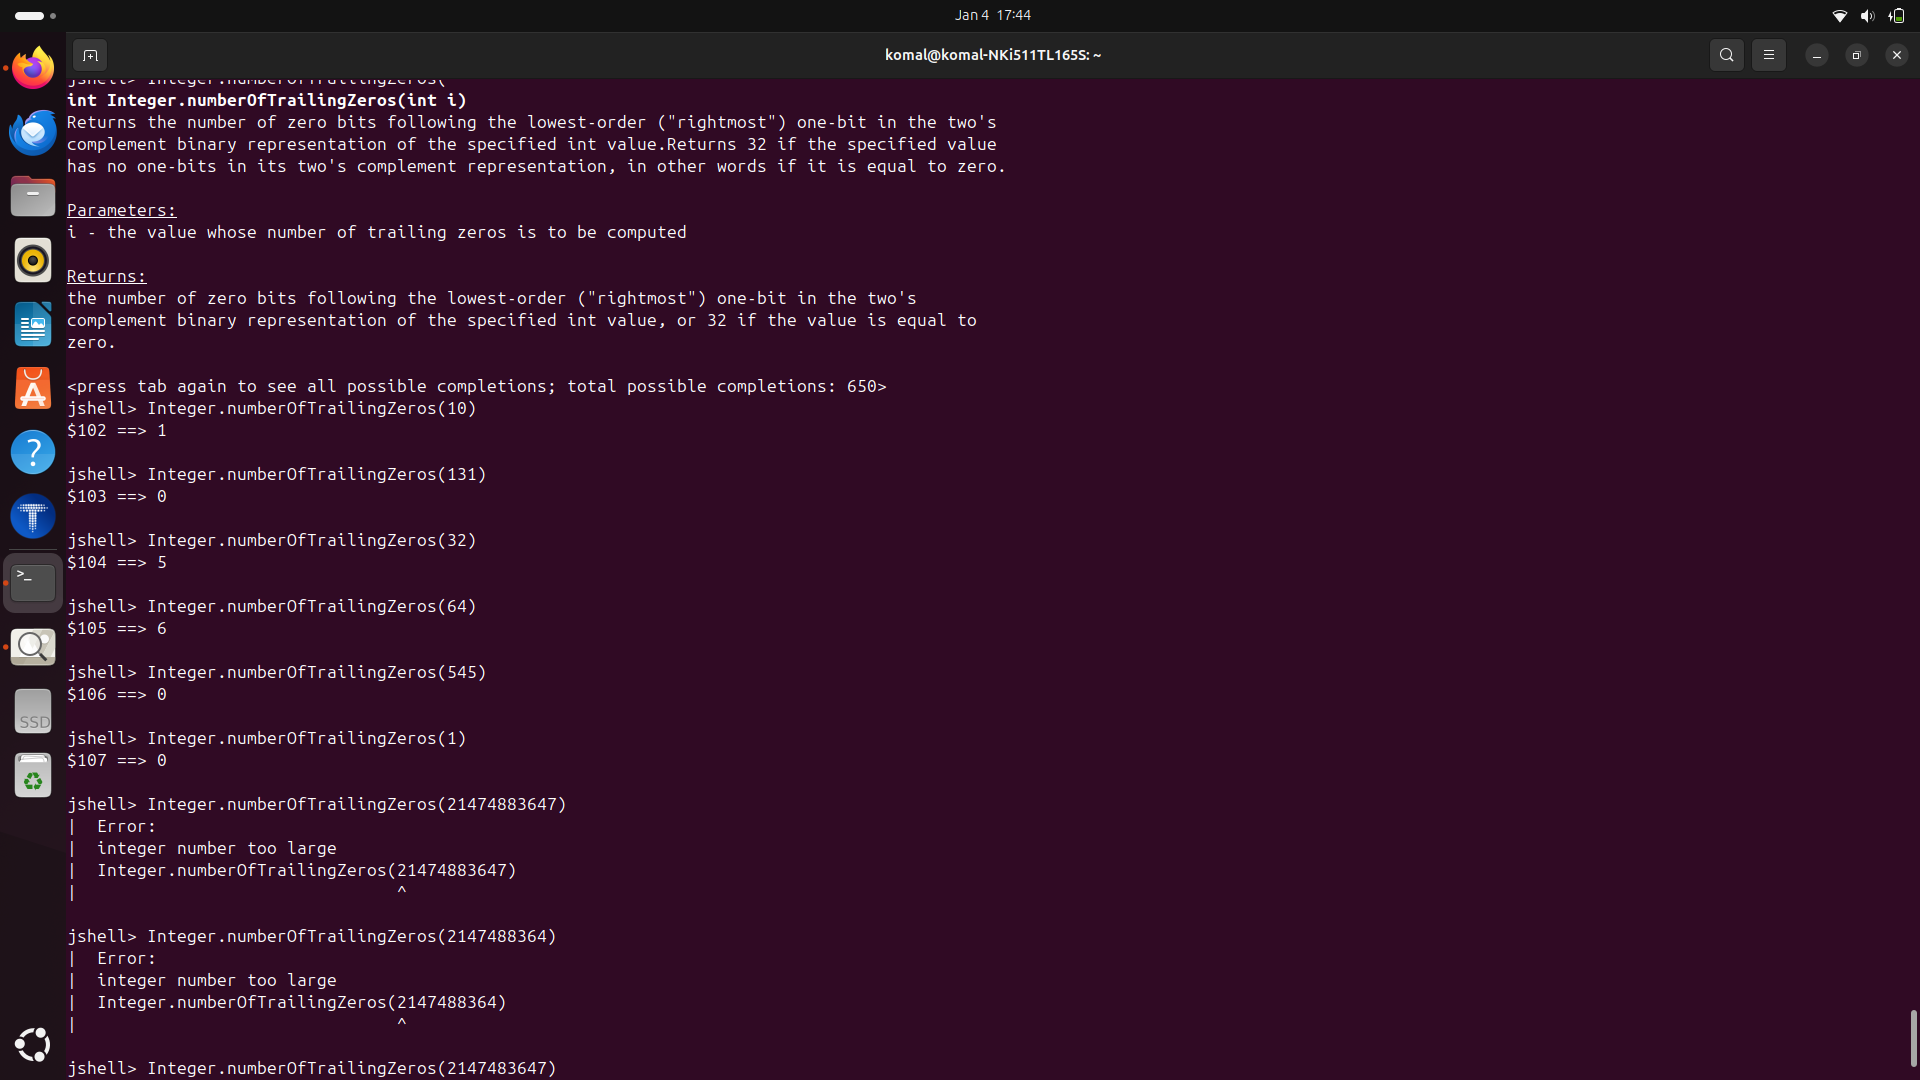 Jan 4 17:44
komal@komal-NKi511TL165S: ~
jshell> Integer.numberOfTrailingZeros(
int Integer.numberOfTrailingZeros(int i)
Returns the number of zero bits following the lowest-order ("rightmost") one-bit in the two's
complement binary representation of the specified int value.Returns 32 if the specified value
has no one-bits in its two's complement representation, in other words if it is equal to zero.
Parameters:
i - the value whose number of trailing zeros is to be computed
Returns:
the number of zero bits following the lowest-order ("rightmost") one-bit in the two's
complement binary representation of the specified int value, or 32 if the value is equal to
zero.
<press tab again to see all possible completions; total possible completions: 650>
jshell> Integer.numberOfTrailingZeros(10)
$102 ==> 1
jshell> Integer.numberOfTrailingZeros(131)
$103 ==> 0
jshell> Integer.numberOfTrailingZeros(32)
$104 ==> 5
jshell> Integer.numberOfTrailingZeros(64)
$105 ==> 6
jshell> Integer.numberOfTrailingZeros(545)
$106 ==> 0
jshell> Integer.numberOfTrailingZeros(1)
$107 ==> 0
jshell> Integer.numberOfTrailingZeros(21474883647)
|  Error:
|  integer number too large
|  Integer.numberOfTrailingZeros(21474883647)
|                                ^
jshell> Integer.numberOfTrailingZeros(2147488364)
|  Error:
|  integer number too large
|  Integer.numberOfTrailingZeros(2147488364)
|                                ^
jshell> Integer.numberOfTrailingZeros(2147483647)
SSD